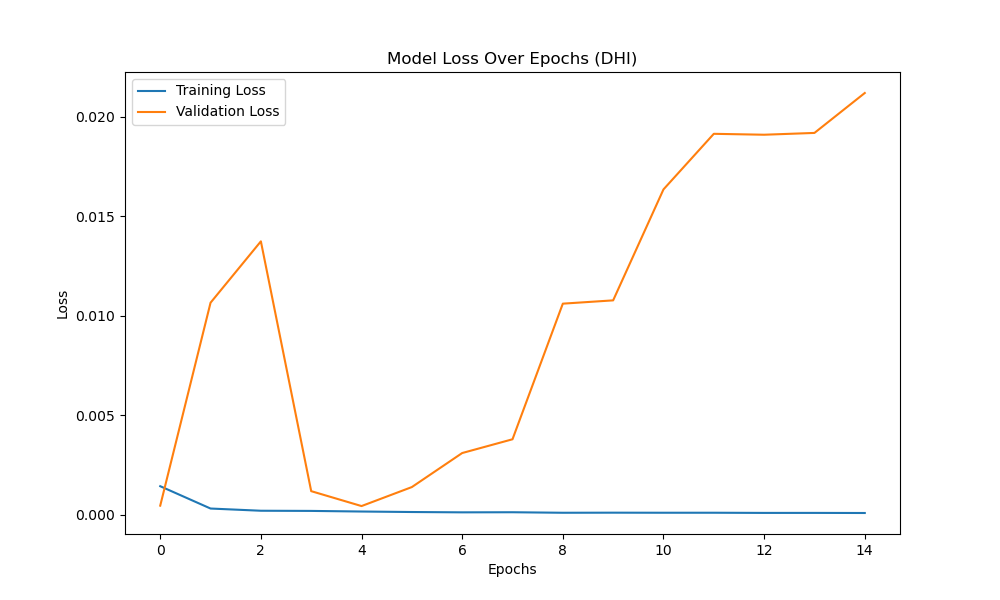 Model Loss Over Epochs (DHI)
Training Loss
Validation Loss
0.020
0.015
0.010
0.005
0.000
Loss
0 2 4 6 8 10 12 14
Epochs